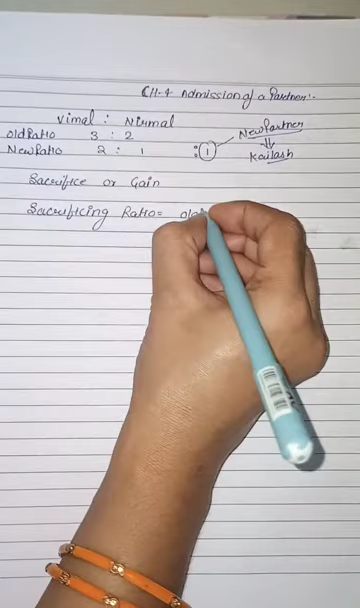 CH-4 Admission of a Partner:-
Vimal : Nirmal
Old Ratio 3 : 2
New Ratio 2 : 1 : 1 New Partner
Kailash
Sacrifice or Gain
Sacrificing Ratio = old